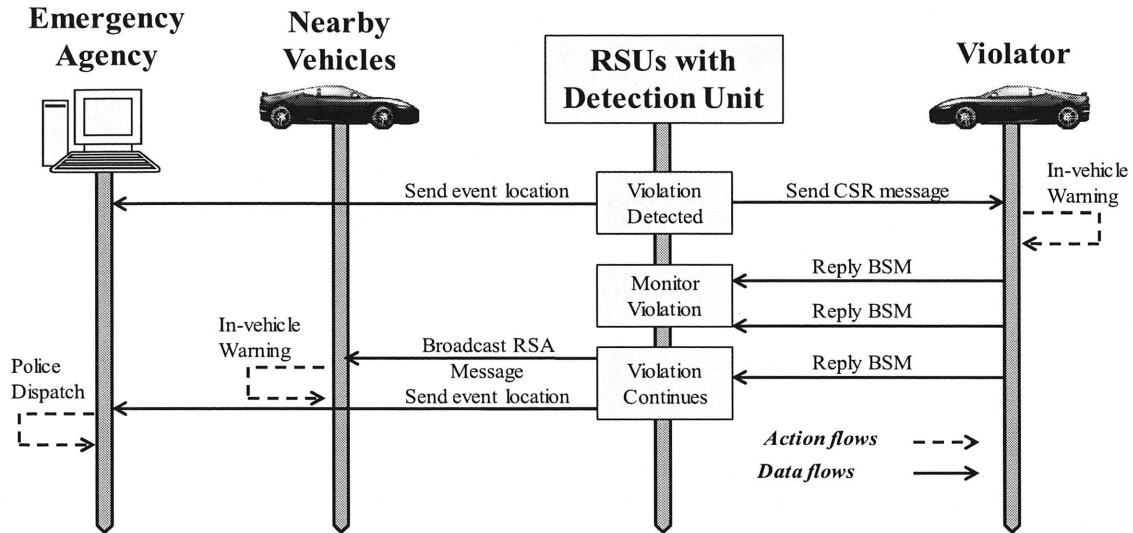 Emergency
Agency
Nearby
Vehicles
RSUs with
Detection Unit
Violator
Send event location
Violation
Detected
Send CSR message
In-vehicle
Warning
Reply BSM
Monitor
Violation
Reply BSM
In-vehicle
Warning
Broadcast RSA
Message
Violation
Continues
Reply BSM
Police
Dispatch
Send event location
Action flows
Data flows